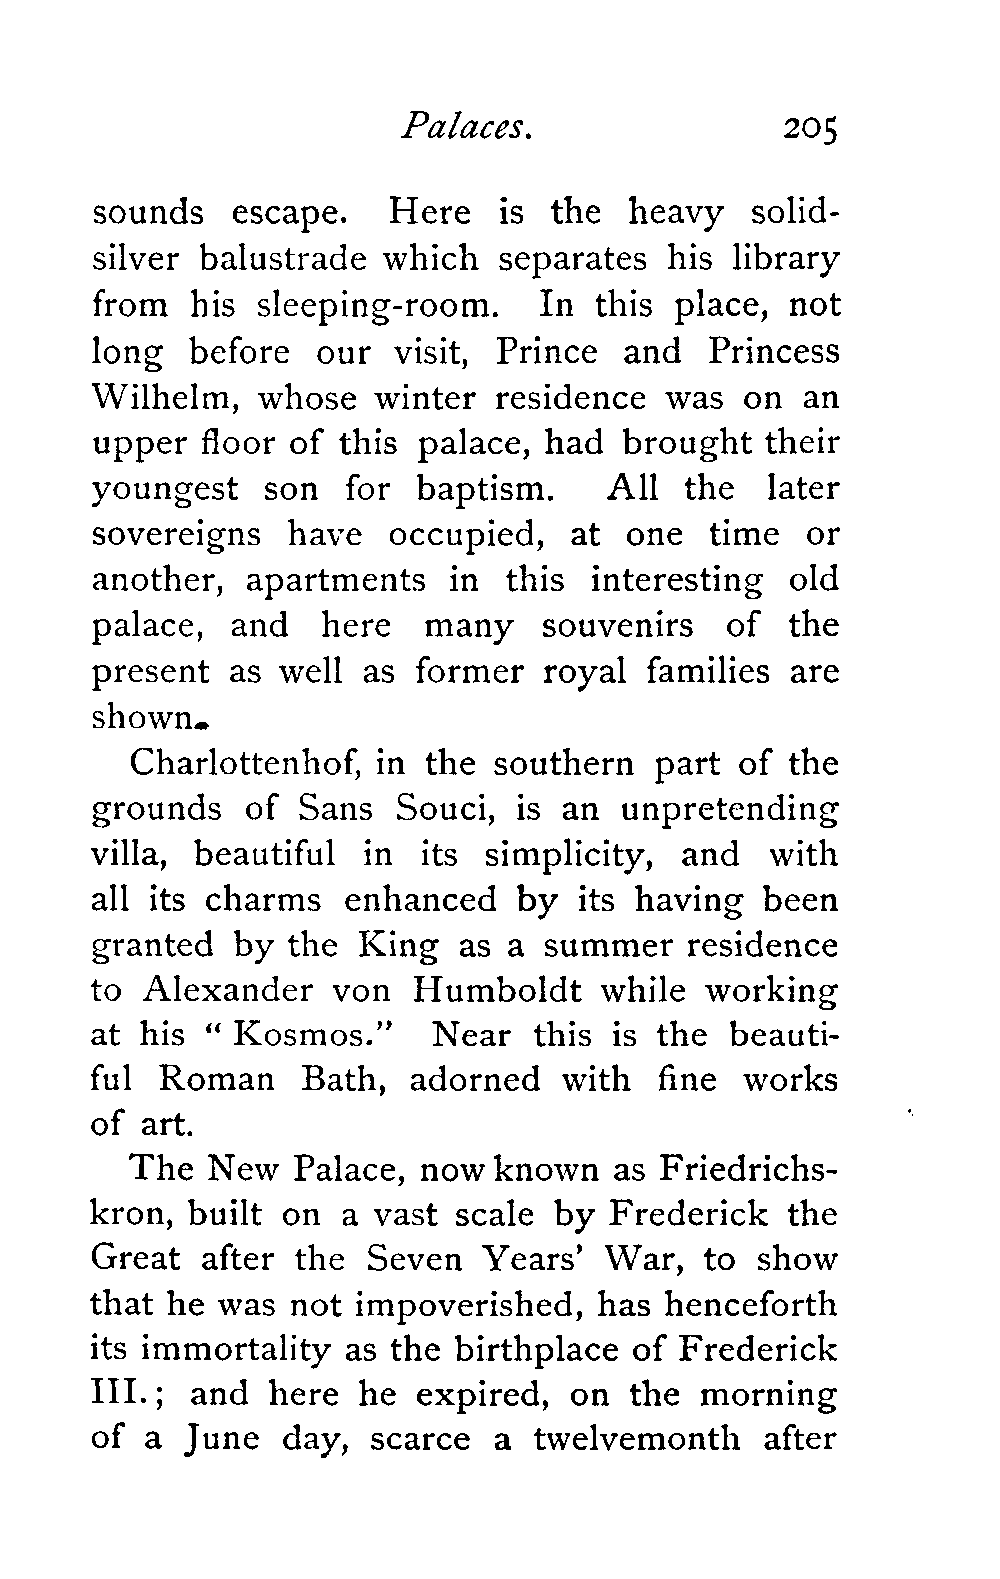 Palaces. 205
sounds escape. Here is the heavy solid-
silver balustrade which separates his library
from his sleeping-room. In this place, not
long before our visit, Prince and Princess
Wilhelm, whose winter residence was on an
upper floor of this palace, had brought their
youngest son for baptism. All the later
sovereigns have occupied, at one time or
another, apartments in this interesting old
palace, and here many souvenirs of the
present as well as former royal families are
shown.
Charlottenhof, in the southern part of the
grounds of Sans Souci, is an unpretending
villa, beautiful in its simplicity, and with
all its charms enhanced by its having been
granted by the King as a summer residence
to Alexander von Humboldt while working
at his “ Kosmos.” Near this is the beauti-
ful Roman Bath, adorned with fine works
of art.
The New Palace, now known as Friedrichs-
kron, built on a vast scale by Frederick the
Great after the Seven Years’ War, to show
that he was not impoverished, has henceforth
its immortality as the birthplace of Frederick
III. ; and here he expired, on the morning
of a June day, scarce a twelvemonth after